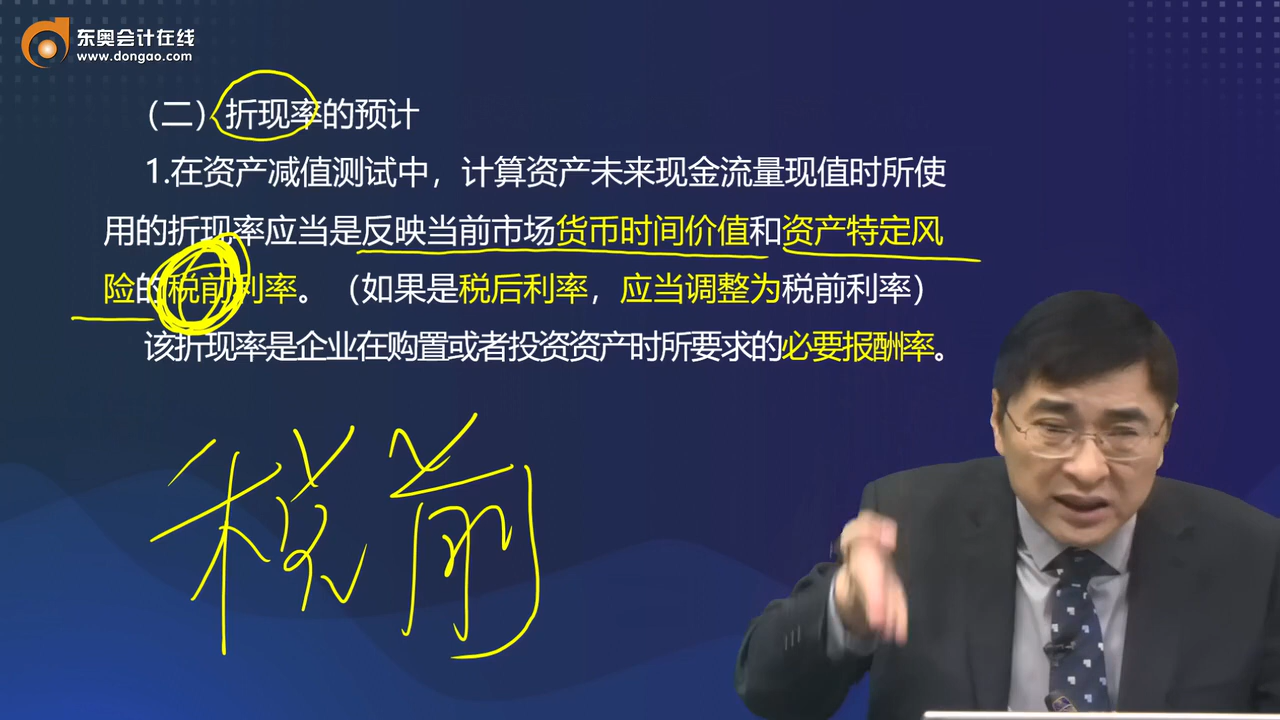 东奥会计在线
www.dongao.com
（二）折现率的预计
1.在资产减值测试中，计算资产未来现金流量现值时所使
用的折现率应当是反映当前市场货币时间价值和资产特定风
险的税前利率。（如果是税后利率，应当调整为税前利率）
该折现率是企业在购置或者投资资产时所要求的必要报酬率。
税前